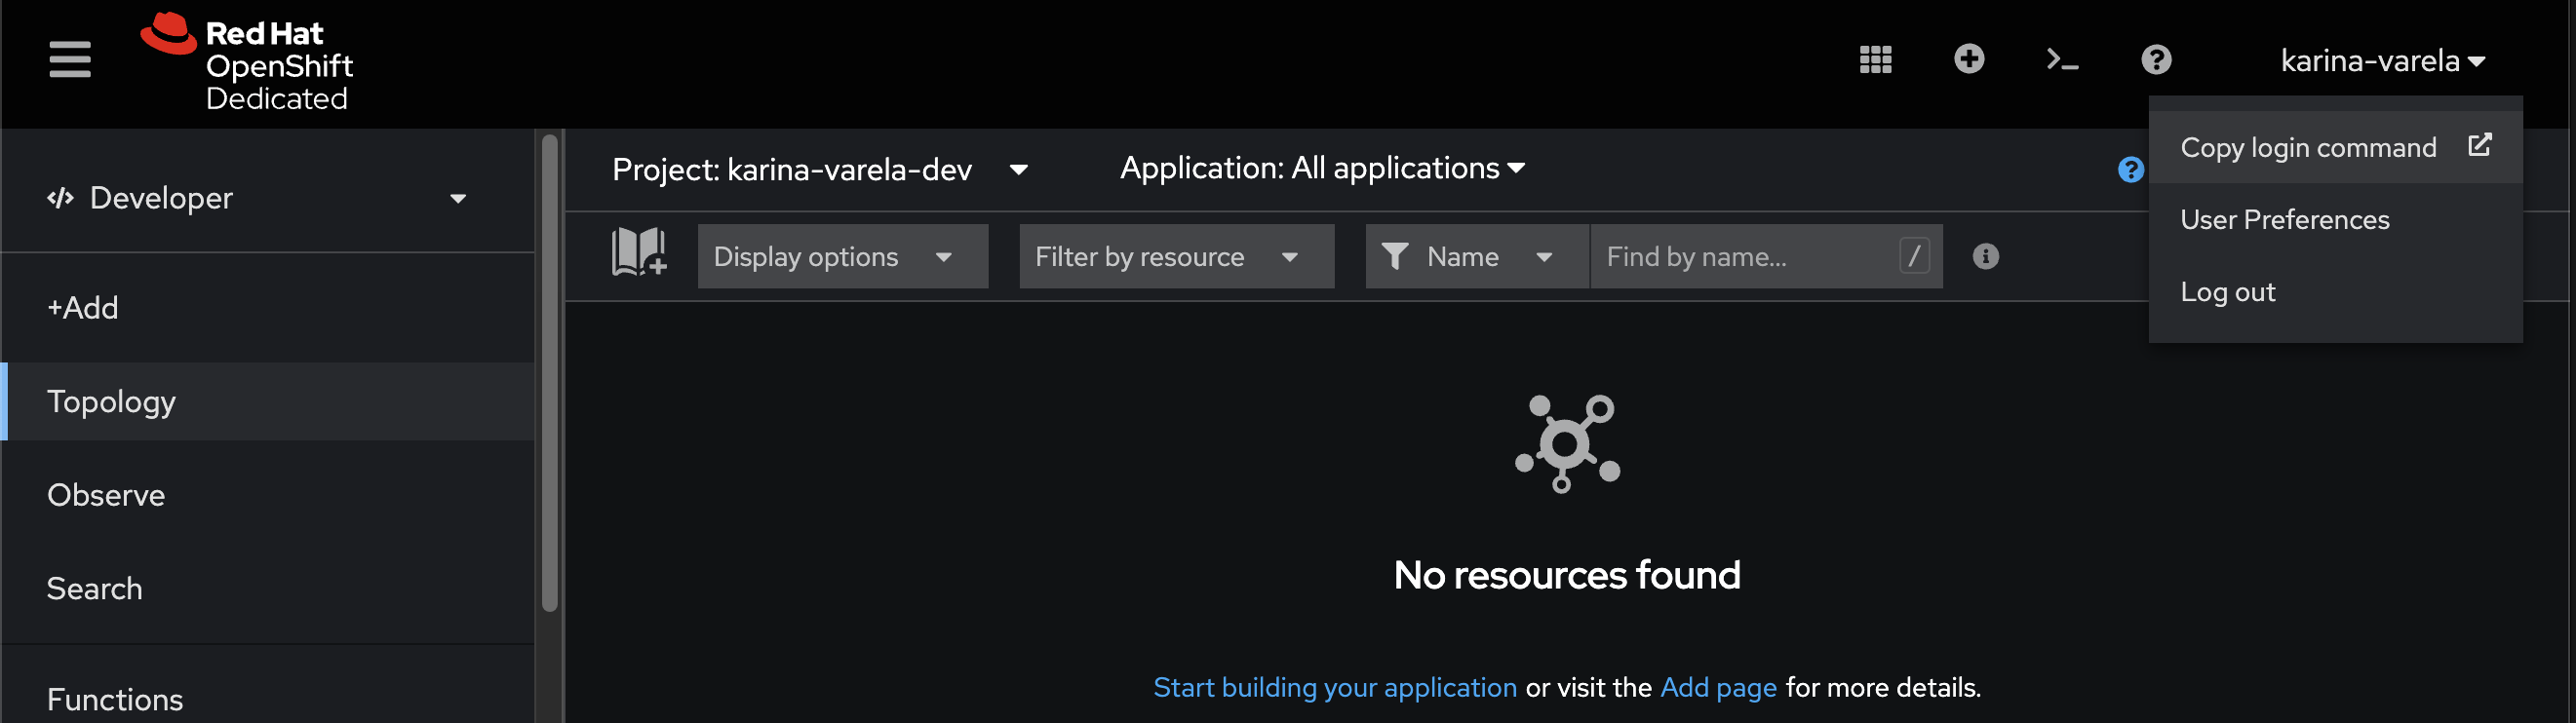 Red Hat
OpenShift
Dedicated
karina-varela
Copy login command
User Preferences
Log out
Developer
+Add
Topology
Observe
Search
Functions
Project: karina-varela-dev
Application: All applications
Display options
Filter by resource
Name
Find by name...
/
No resources found
Start building your application or visit the Add page for more details.